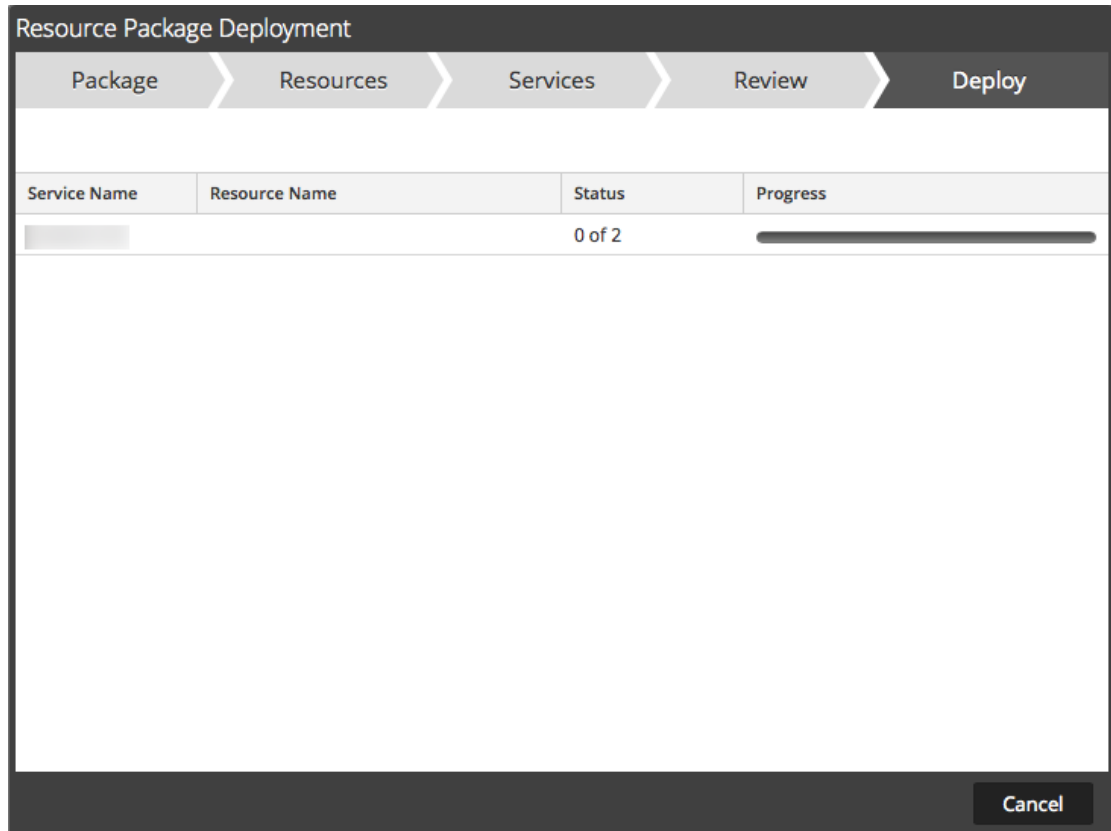 Resource Package Deployment
Package Resources Services Review Deploy
Service Name Resource Name Status Progress
0 of 2
Cancel